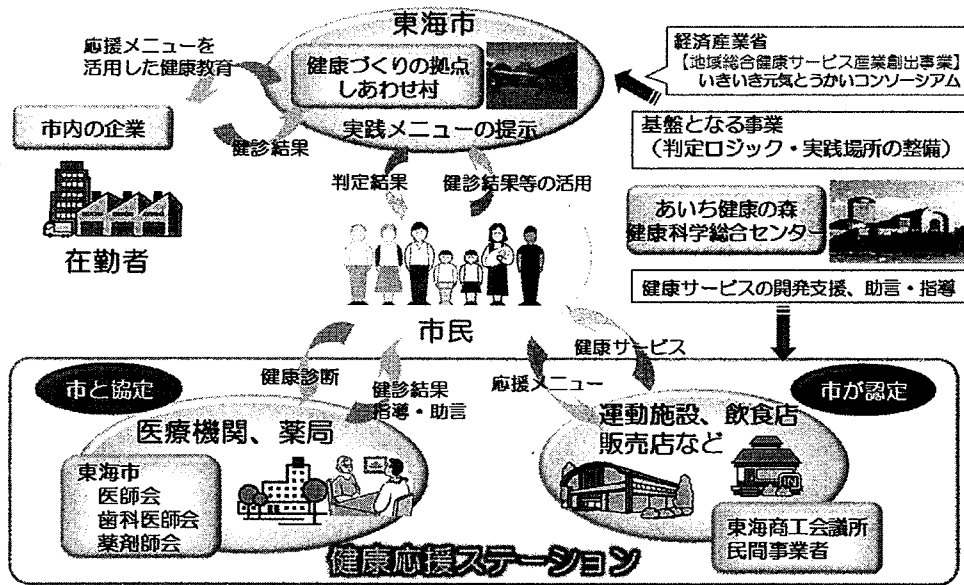 東海市
健康づくりの拠点
しあわせ村
実践メニューの提示
応援メニューを
活用した健康教育
市内の企業
健診結果
在勤者
経済産業省
【地域総合健康サービス産業創出事業】
いきいき元気とうかいコンソーシアム
基盤となる事業
(判定ロジック・実践場所の整備)
あいち健康の森
健康科学総合センター
健康サービスの開発支援、助言・指導
判定結果
健診結果等の活用
市民
健康診断
健診結果
指導・助言
応援メニュー
健康サービス
市と協定
医療機関、薬局
東海市
医師会
歯科医師会
薬剤師会
市が認定
運動施設、飲食店
販売店など
東海商工会議所
民間事業者
健康応援ステーション